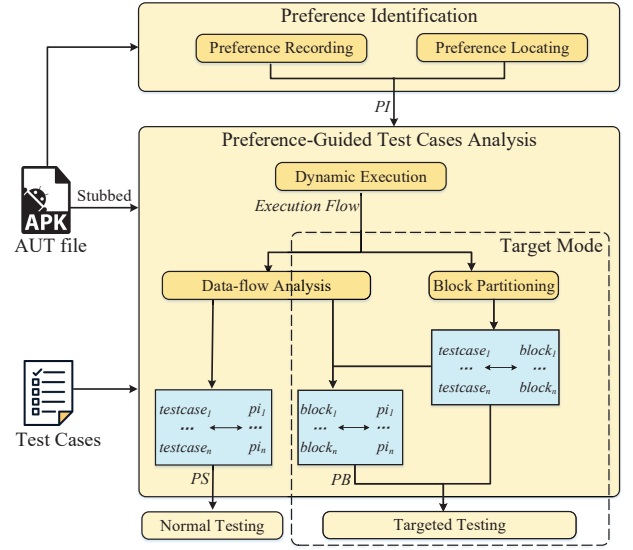 Preference Identification
Preference Recording
Preference Locating
PI
Preference-Guided Test Cases Analysis
Dynamic Execution
Stubbed
APK
AUT file
Execution Flow
Target Mode
Data-flow Analysis
Block Partitioning
testcase1 block1
... ...
testcasen blockn
testcase1 pi1
... ...
testcasen pin
block1 pi1
... ...
blockn pin
Test Cases
PS
PB
Normal Testing
Targeted Testing